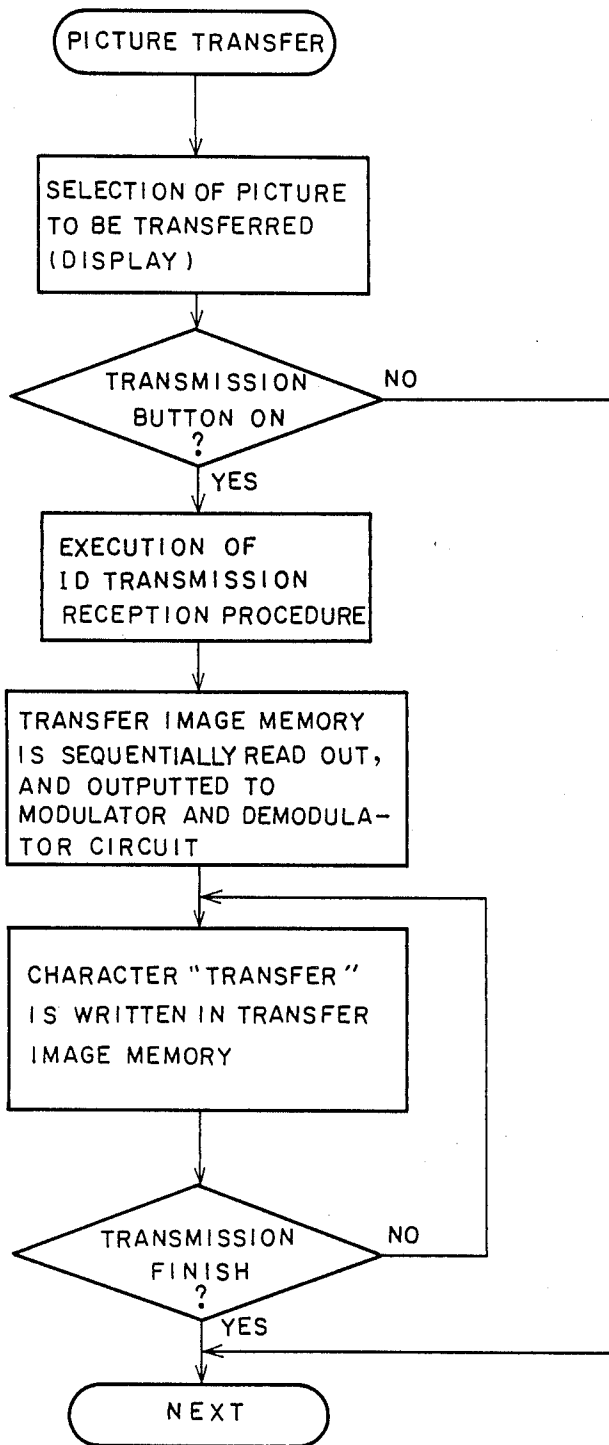 PICTURE TRANSFER
SELECTION OF PICTURE
TO BE TRANSFERRED
(DISPLAY)
TRANSMISSION
BUTTON ON
?
NO
YES
EXECUTION OF
ID TRANSMISSION
RECEPTION PROCEDURE
TRANSFER IMAGE MEMORY
IS SEQUENTIALLY READ OUT,
AND OUTPUTTED TO
MODULATOR AND DEMODULA-
TOR CIRCUIT
CHARACTER "TRANSFER"
IS WRITTEN IN TRANSFER
IMAGE MEMORY
TRANSMISSION
FINISH
?
NO
YES
NEXT